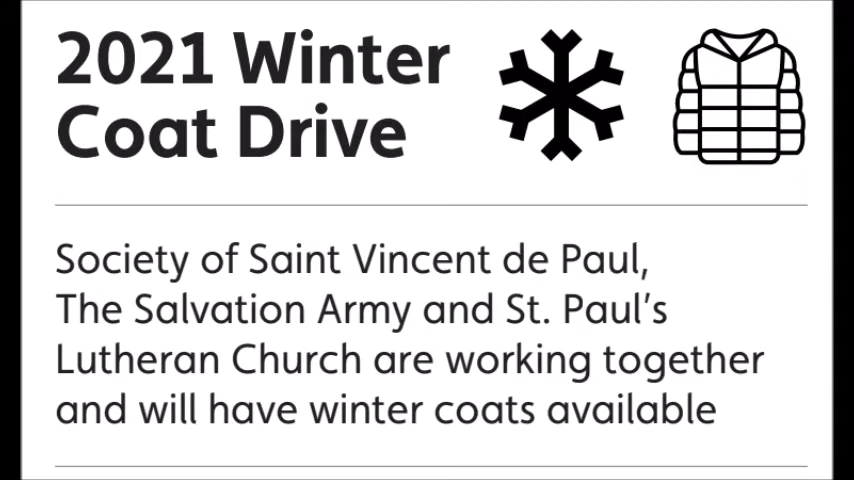 2021 Winter
Coat Drive
Society of Saint Vincent de Paul,
The Salvation Army and St. Paul’s
Lutheran Church are working together
and will have winter coats available